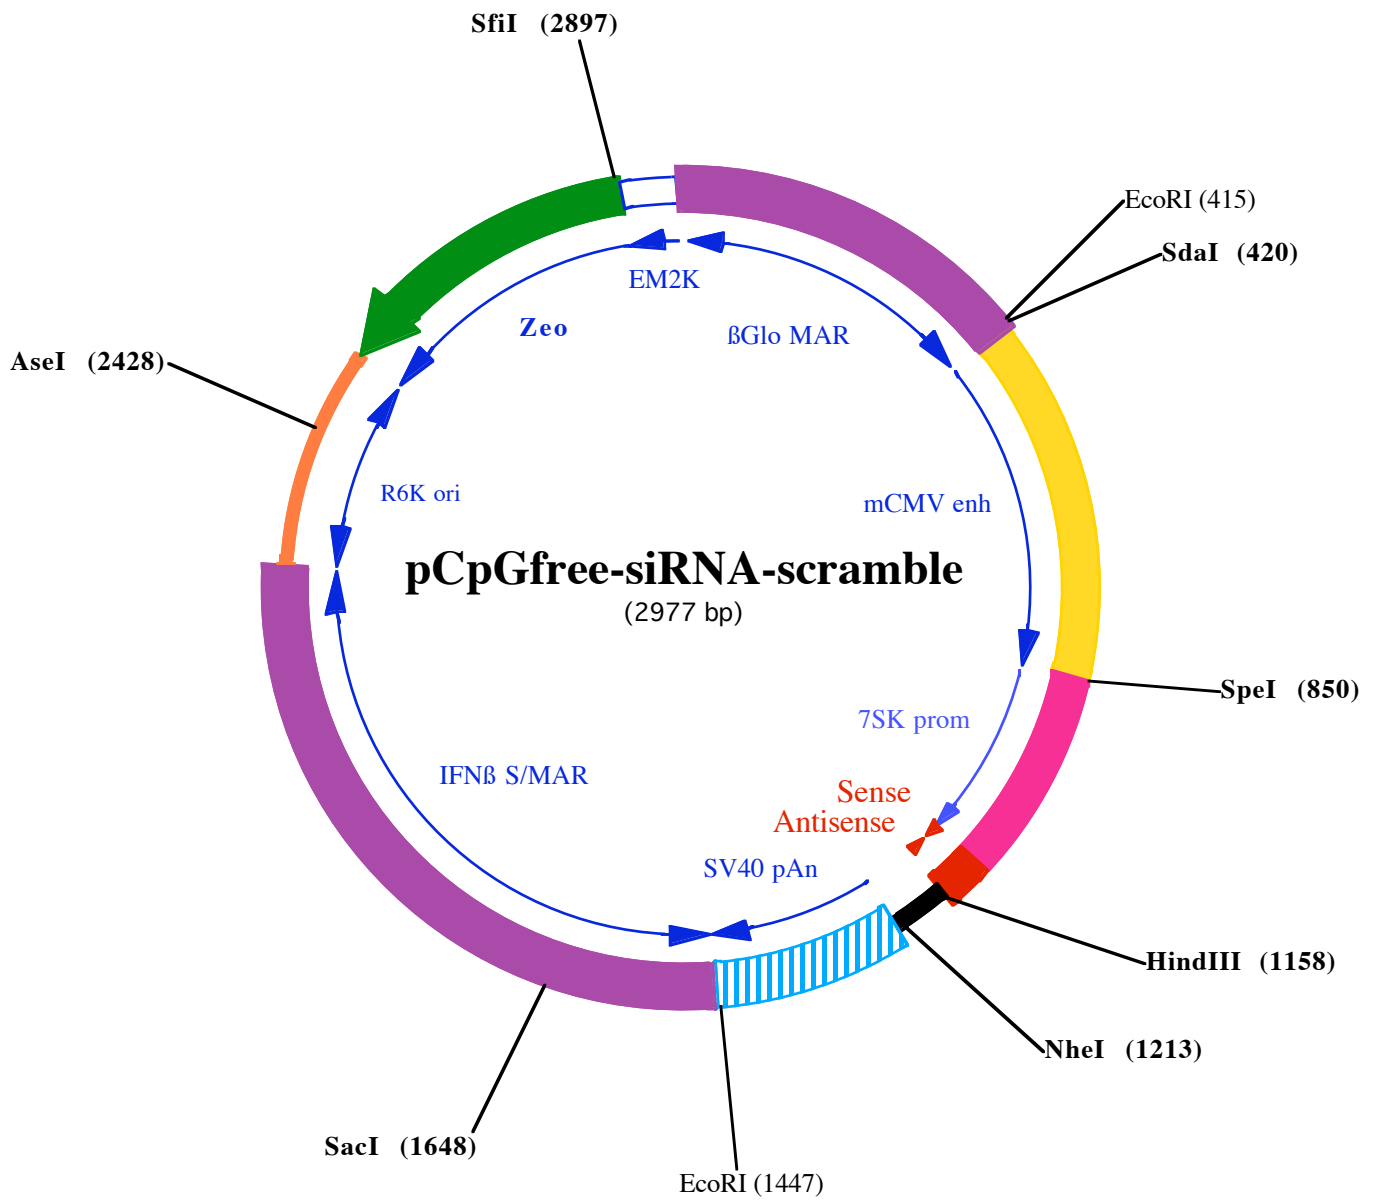 SfiI (2897)
EcoRI (415)
SdaI (420)
EM2K
Zeo
ßGlo MAR
AseI (2428)
R6K ori
mCMV enh
pCpGfree-siRNA-scramble
(2977 bp)
SpeI (850)
7SK prom
IFNß S/MAR
Sense
Antisense
SV40 pAn
HindIII (1158)
NheI (1213)
SacI (1648)
EcoRI (1447)